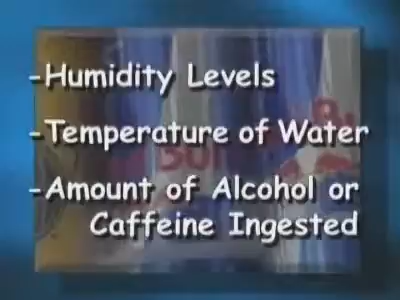 -Humidity Levels
-Temperature of Water
-Amount of Alcohol or
Caffeine Ingested